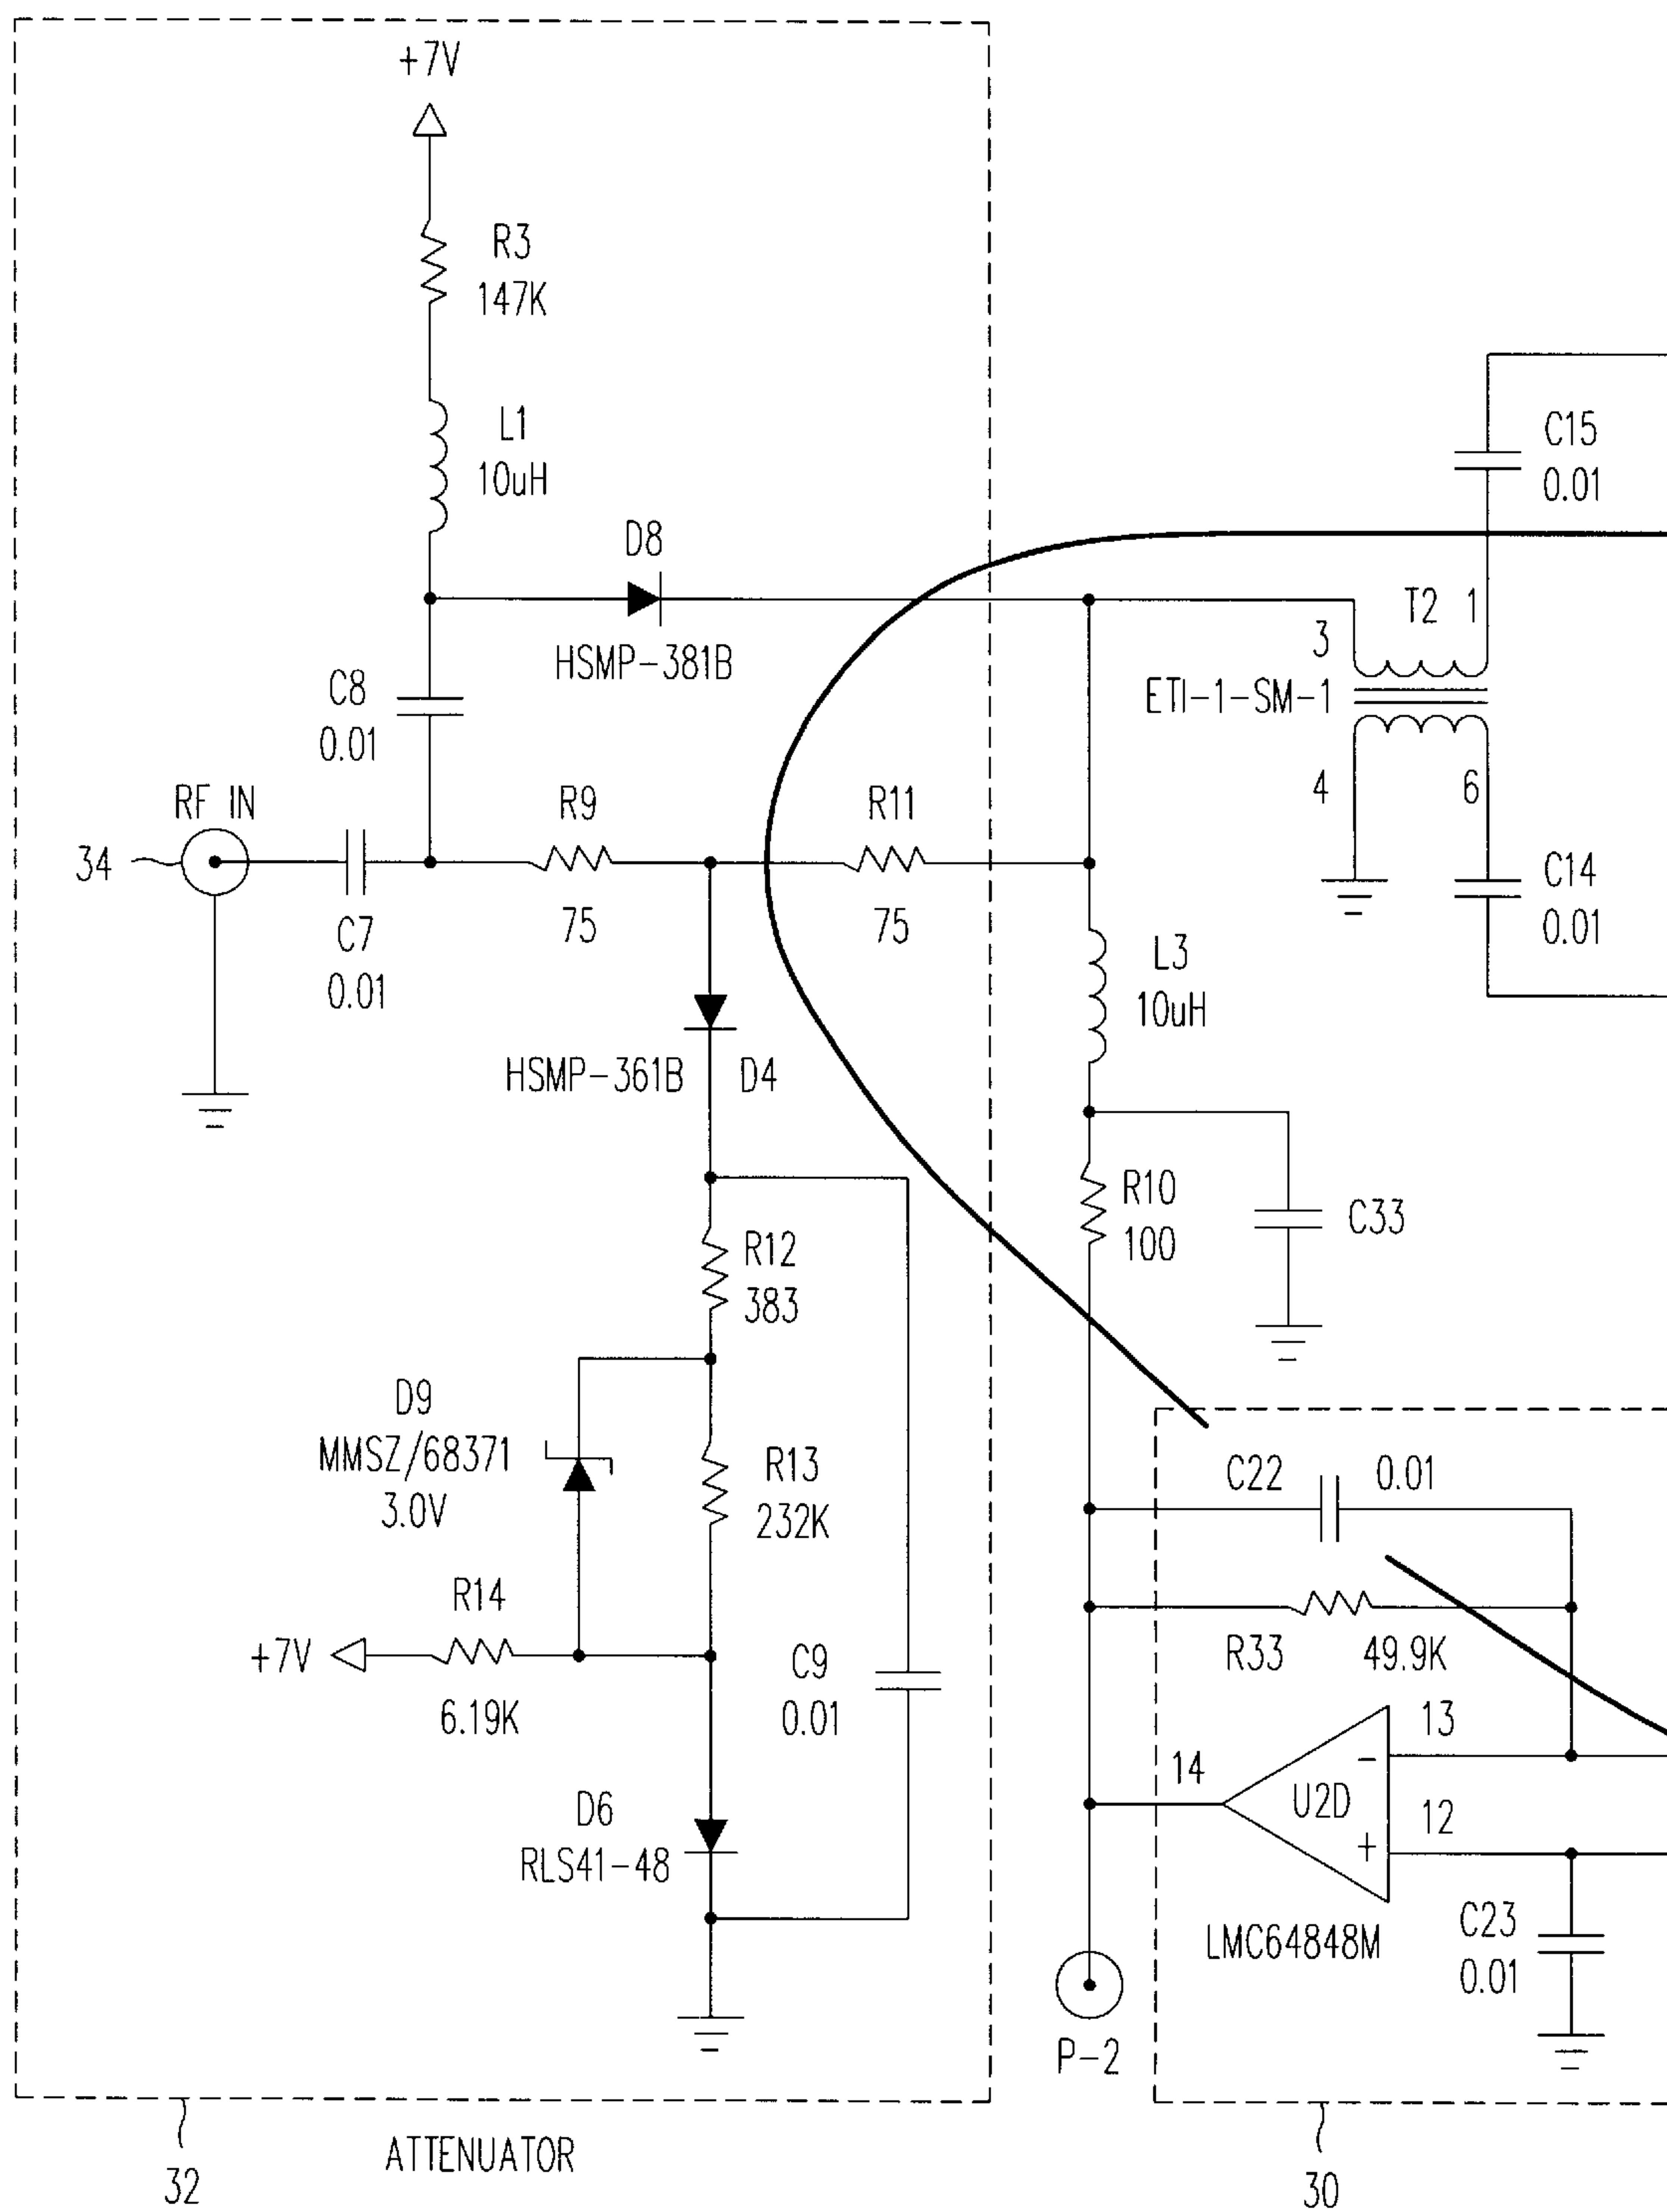 +7V
R3
147K
L1
10uH
C15
0.01
D8
HSMP-381B
T2 1
3
ETI-1-SM-1
C8
0.01
4
6
RF IN
34
R9
75
R11
75
C7
0.01
C14
0.01
L3
10uH
HSMP-361B D4
R10
100
C33
R12
383
D9
MMSZ/68371
3.0V
R13
232K
C22 0.01
R14
+7V
6.19K
C9
0.01
R33 49.9K
13
14
-
U2D
12
+
D6
RLS41-48
LMC64848M
C23
0.01
P-2
ATTENUATOR
32
30